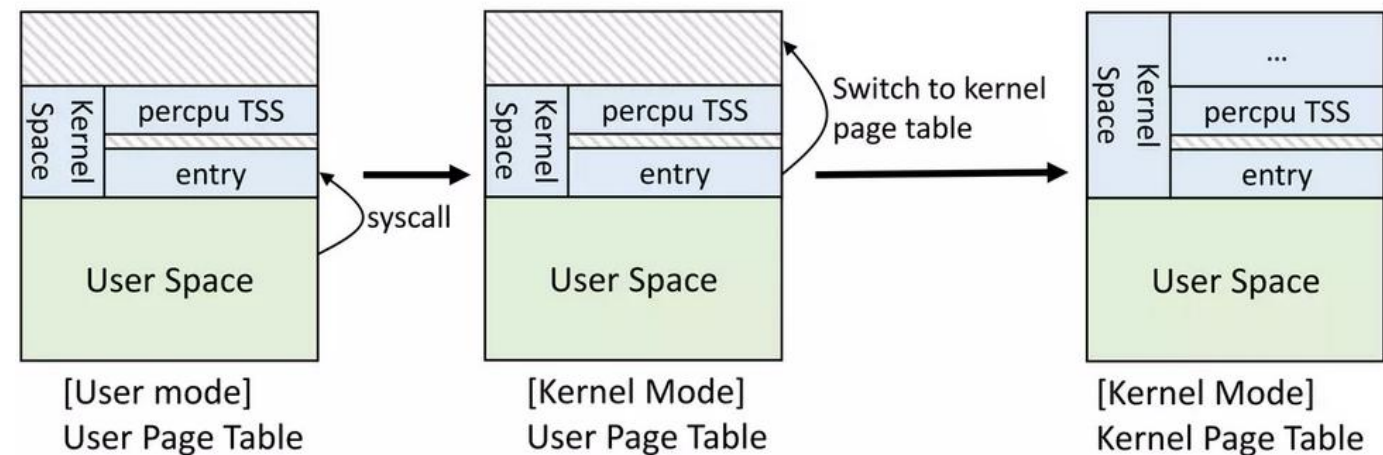 Kernel
Space
percpu TSS
entry
User Space
syscall
[User mode]
User Page Table
Kernel
Space
percpu TSS
entry
User Space
Switch to kernel
page table
[Kernel Mode]
User Page Table
Kernel
Space
...
percpu TSS
entry
User Space
[Kernel Mode]
Kernel Page Table